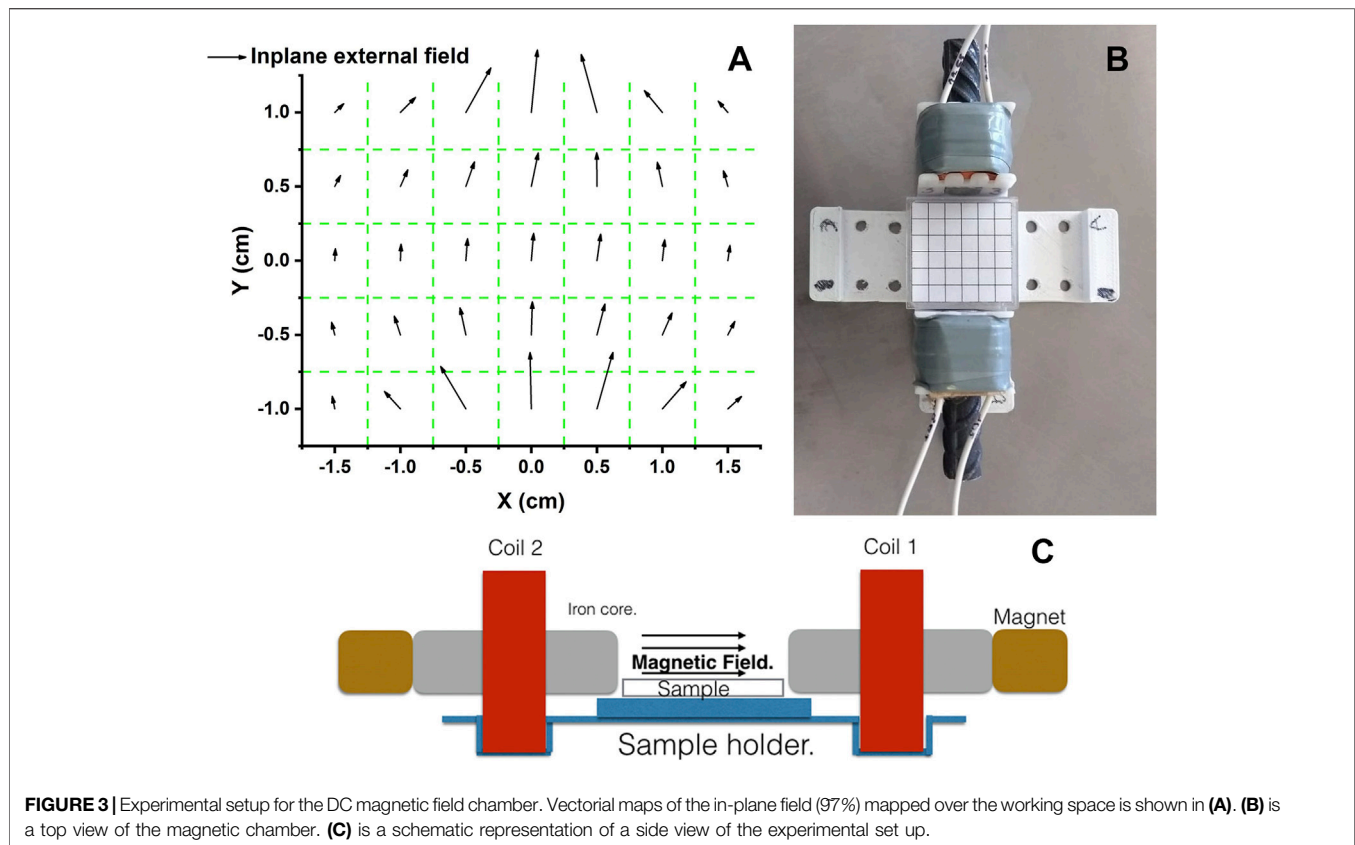 Inplane external field
A
1.0
0.5
0.0
-0.5
-1.0
Y (cm)
-1.5 -1.0 -0.5 0.0 0.5 1.0 1.5
X (cm)
B
A
C
Coil 2
Coil 1
Iron core.
Magnet
Magnetic Field.
Sample
Sample holder.
FIGURE 3 | Experimental setup for the DC magnetic field chamber. Vectorial maps of the in-plane field (97%) mapped over the working space is shown in (A). (B) is
a top view of the magnetic chamber. (C) is a schematic representation of a side view of the experimental set up.